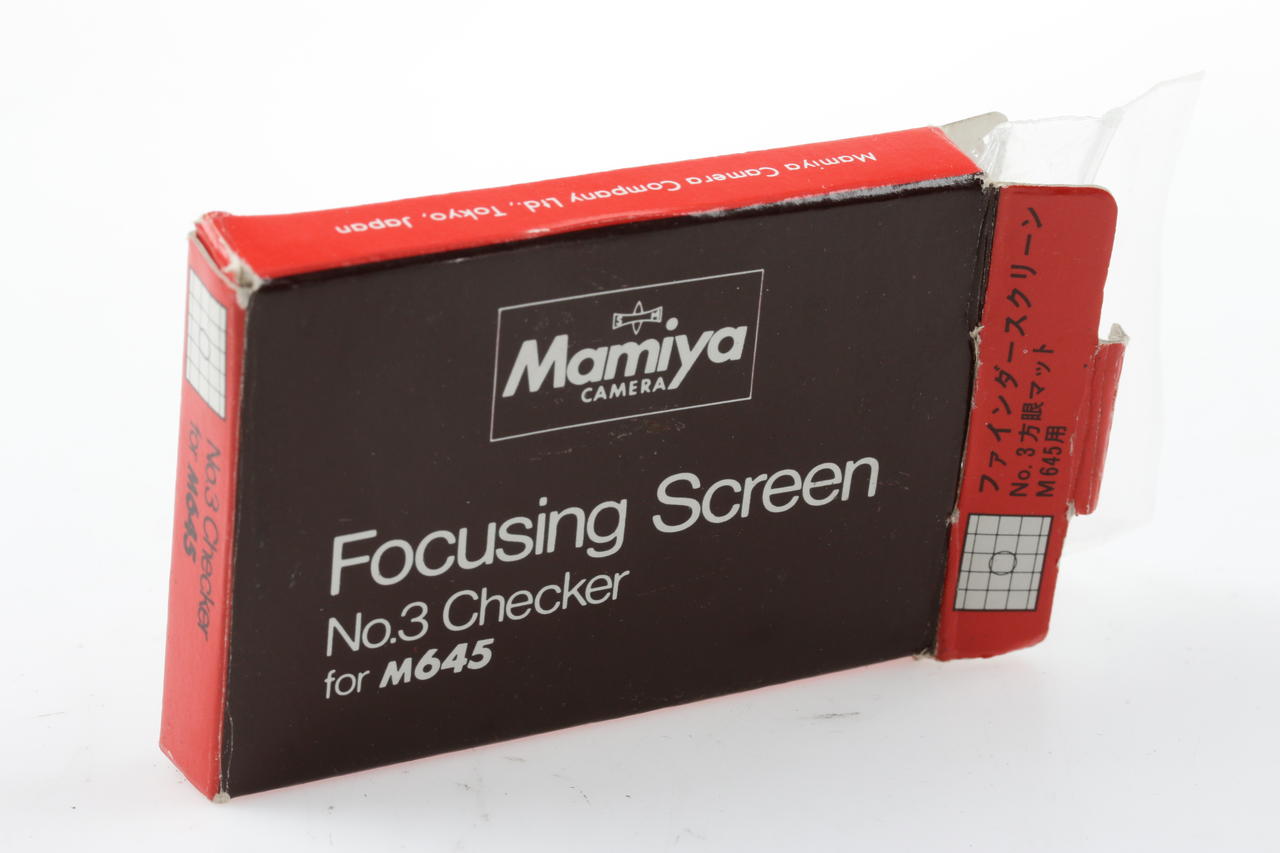 Mamiya Camera Company Ltd., Tokyo, Japan
S M
Mamiya
CAMERA
Focusing Screen
No.3 Checker
for M645
No.3 Checker
for M645
ファインダースクリーン
No.3方眼マット
M645用